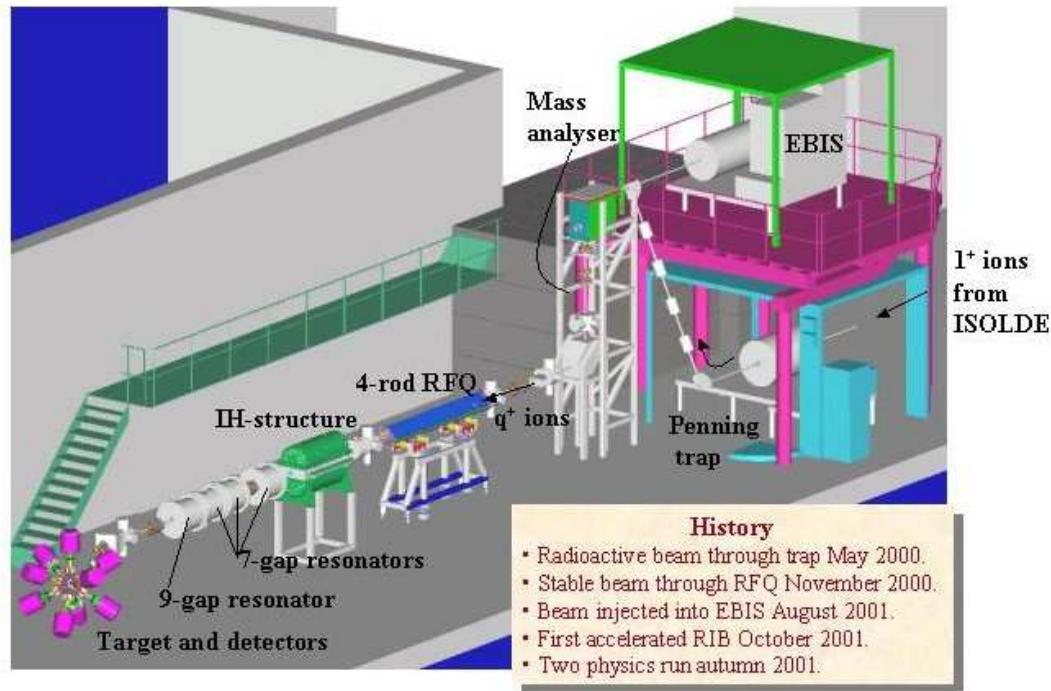 Mass
analyser
EBIS
1⁺ ions
from
ISOLDE
4-rod RFQ
q⁺ ions
IH-structure
Penning
trap
7-gap resonators
9-gap resonator
Target and detectors
History
• Radioactive beam through trap May 2000.
• Stable beam through RFQ November 2000.
• Beam injected into EBIS August 2001.
• First accelerated RIB October 2001.
• Two physics run autumn 2001.